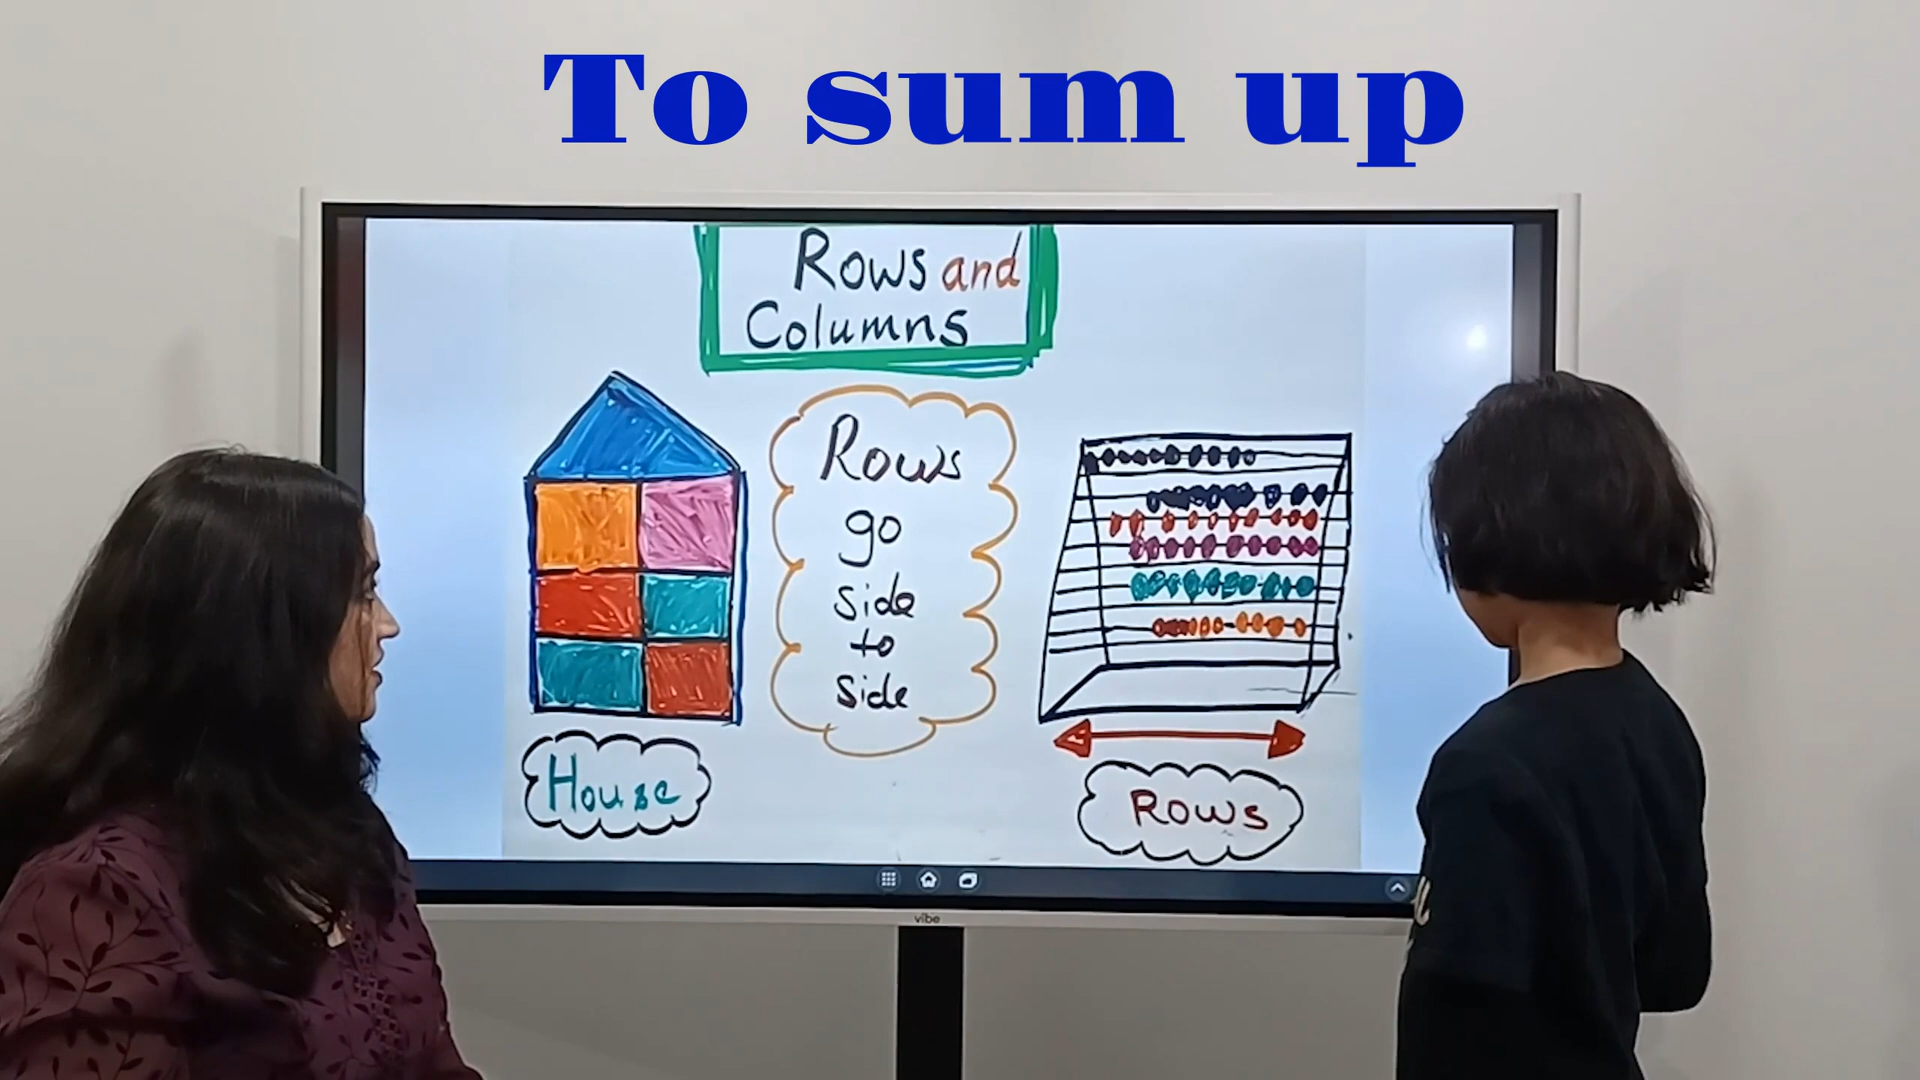 To sum up
Rows and
Columns
Rows
go
side
to
side
House
Rows
vibe